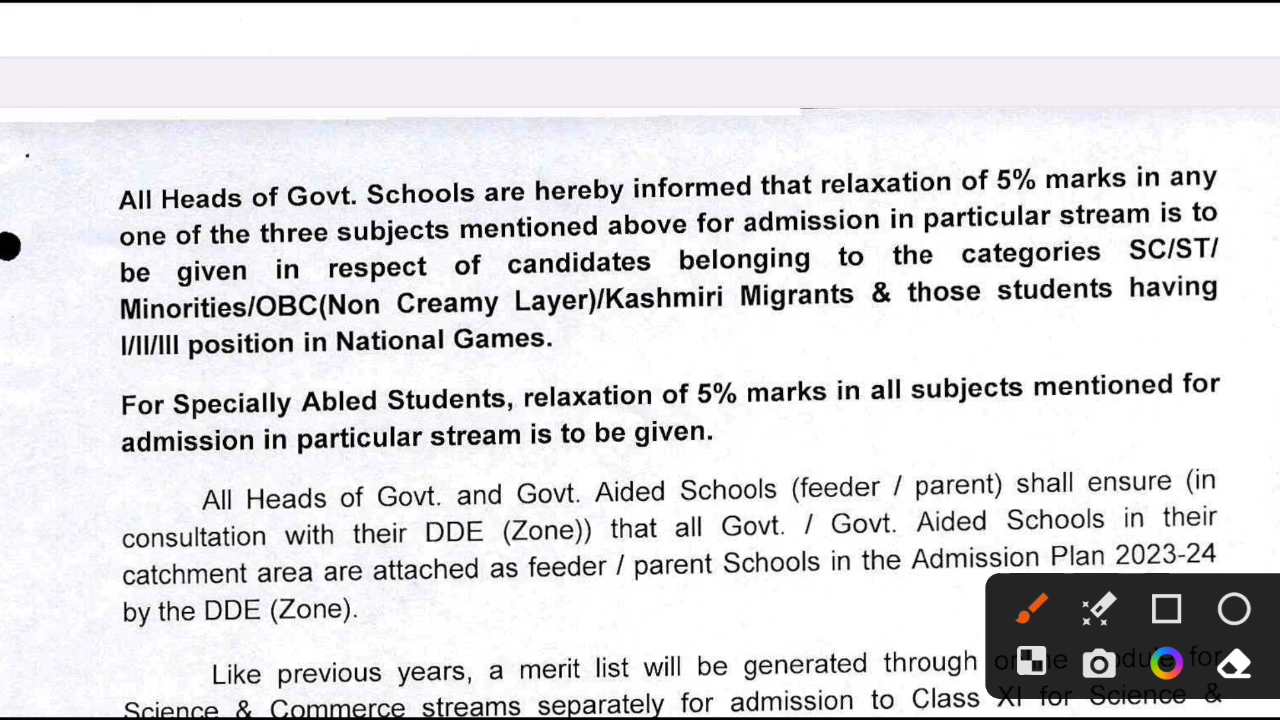 All Heads of Govt. Schools are hereby informed that relaxation of 5% marks in any
one of the three subjects mentioned above for admission in particular stream is to
be given in respect of candidates belonging to the categories SC/ST/
Minorities/OBC(Non Creamy Layer)/Kashmiri Migrants & those students having
I/II/III position in National Games.
For Specially Abled Students, relaxation of 5% marks in all subjects mentioned for
admission in particular stream is to be given.
All Heads of Govt. and Govt. Aided Schools (feeder / parent) shall ensure (in
consultation with their DDE (Zone)) that all Govt. / Govt. Aided Schools in their
catchment area are attached as feeder / parent Schools in the Admission Plan 2023-24
by the DDE (Zone).
Like previous years, a merit list will be generated through for
Science & Commerce streams separately for admission to Class XI for Science &